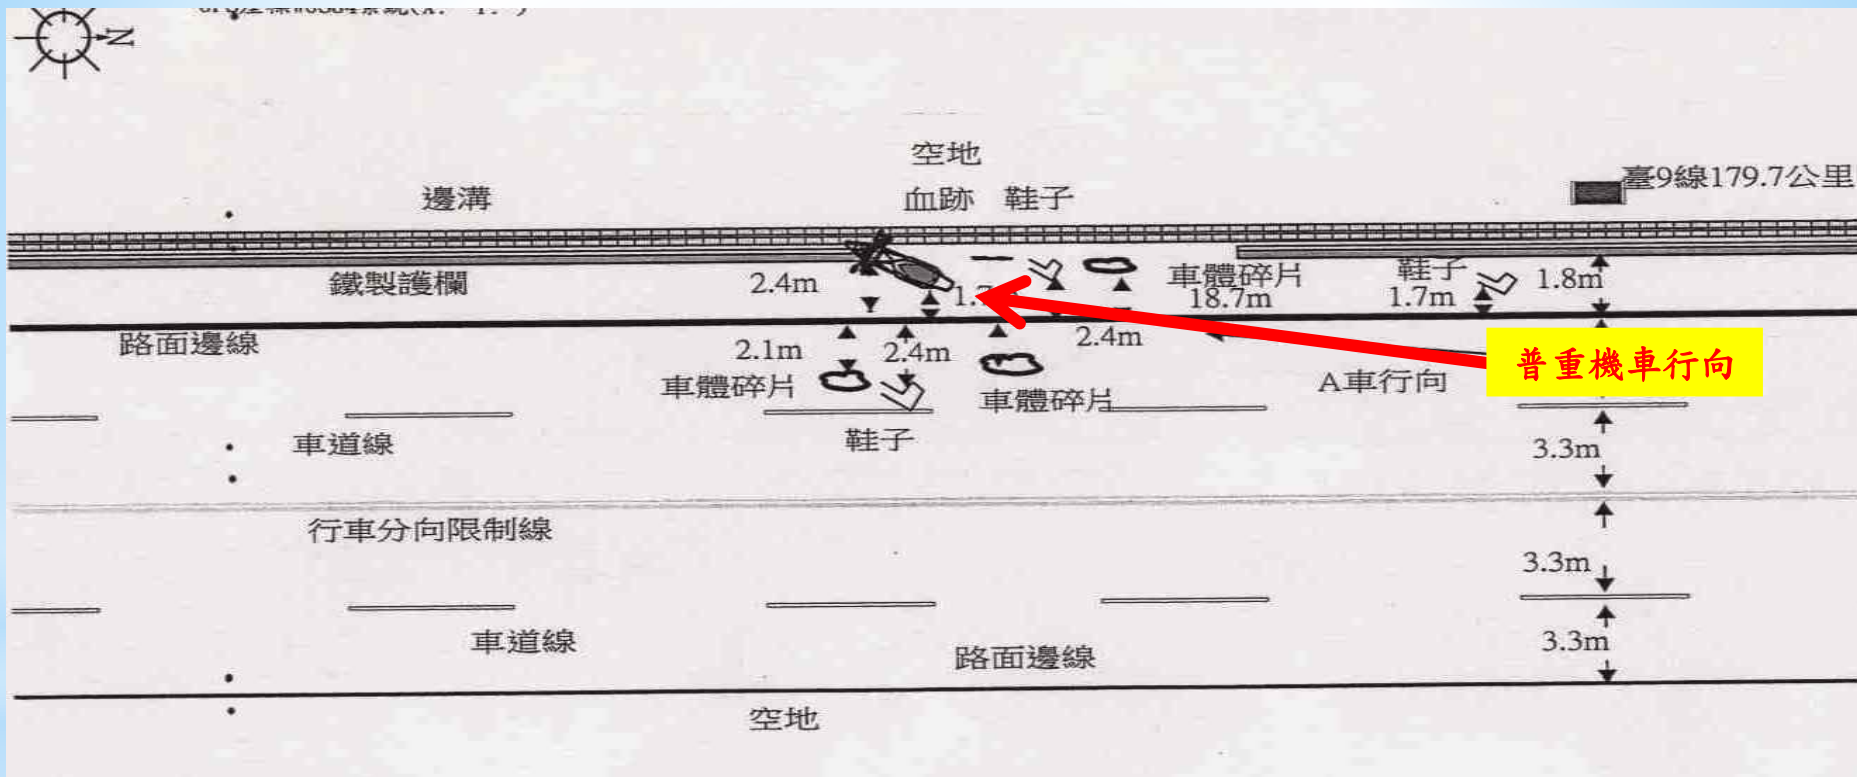 N
空地
臺9線179.7公里
邊溝
血跡 鞋子
鐵製護欄
2.4m
車體碎片
18.7m
鞋子
1.7m
1.8m
路面邊線
2.1m
2.4m
2.4m
普重機車行向
車體碎片
車體碎片
A車行向
車道線
鞋子
3.3m
行車分向限制線
3.3m
車道線
路面邊線
3.3m
空地